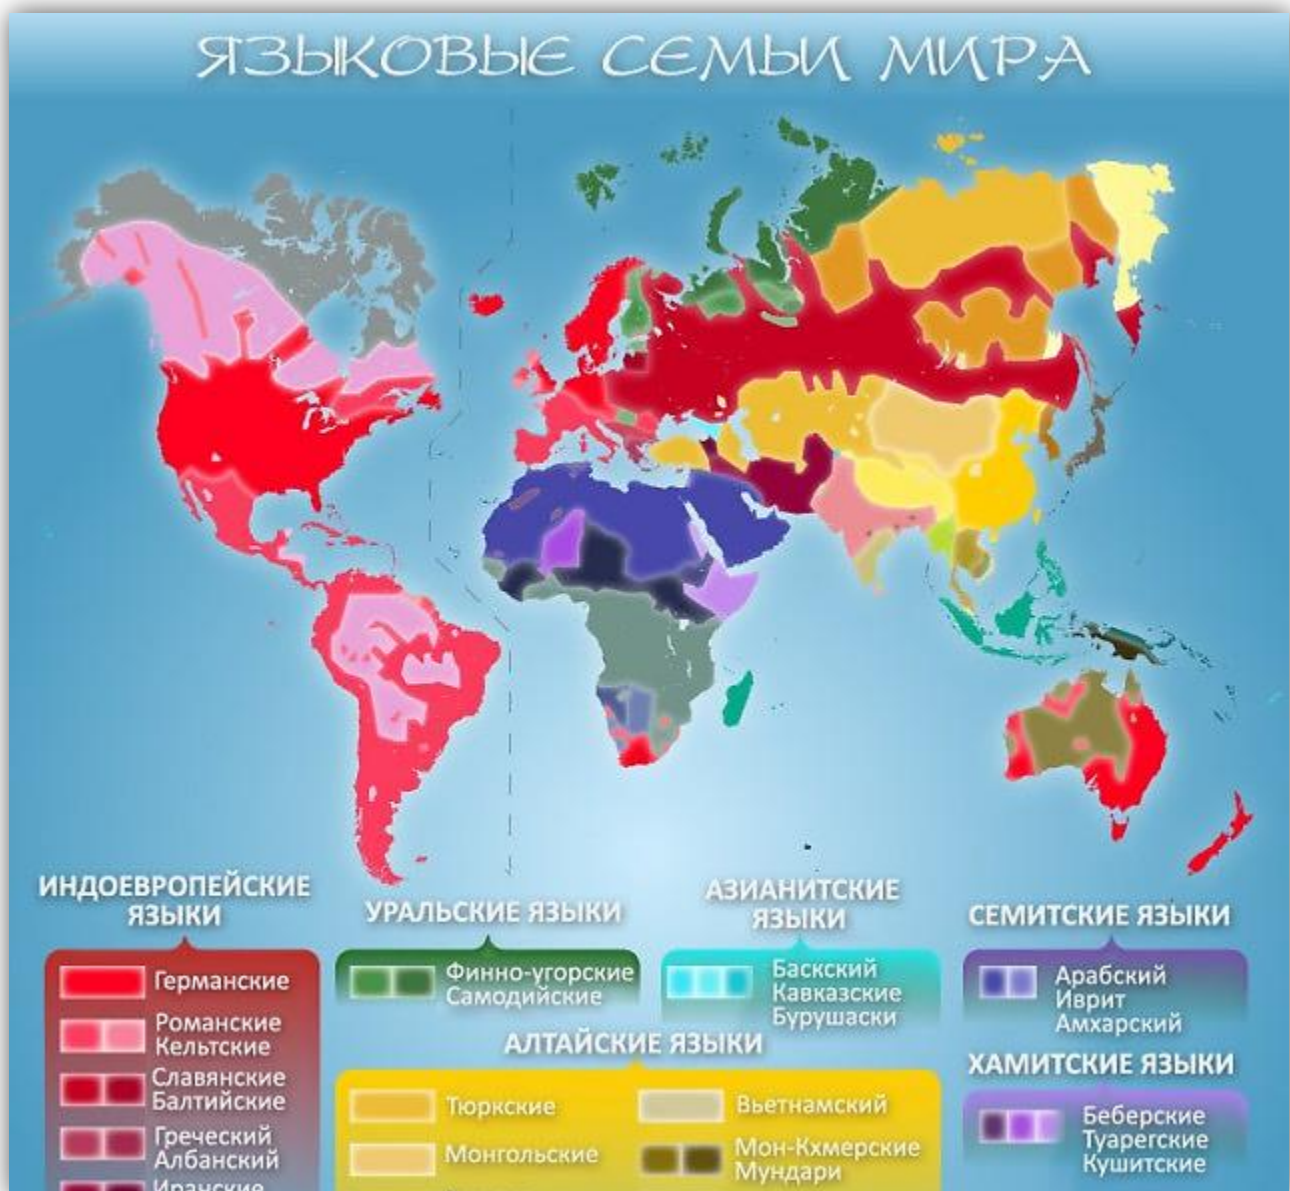 ЯЗЫКОВЫЕ СЕМЬИ МИРА
ИНДОЕВРОПЕЙСКИЕ
ЯЗЫКИ
Германские
Романские
Кельтские
Славянские
Балтийские
Греческий
Албанский
Иранские
УРАЛЬСКИЕ ЯЗЫКИ
Финно-угорские
Самодийские
АЗИАНИТСКИЕ
ЯЗЫКИ
Баскский
Кавказские
Бурушаски
АЛТАЙСКИЕ ЯЗЫКИ
Тюркские
Монгольские
Вьетнамский
Мон-Кхмерские
Мундари
СЕМИТСКИЕ ЯЗЫКИ
Арабский
Иврит
Амхарский
ХАМИТСКИЕ ЯЗЫКИ
Беберские
Туарегские
Кушитские